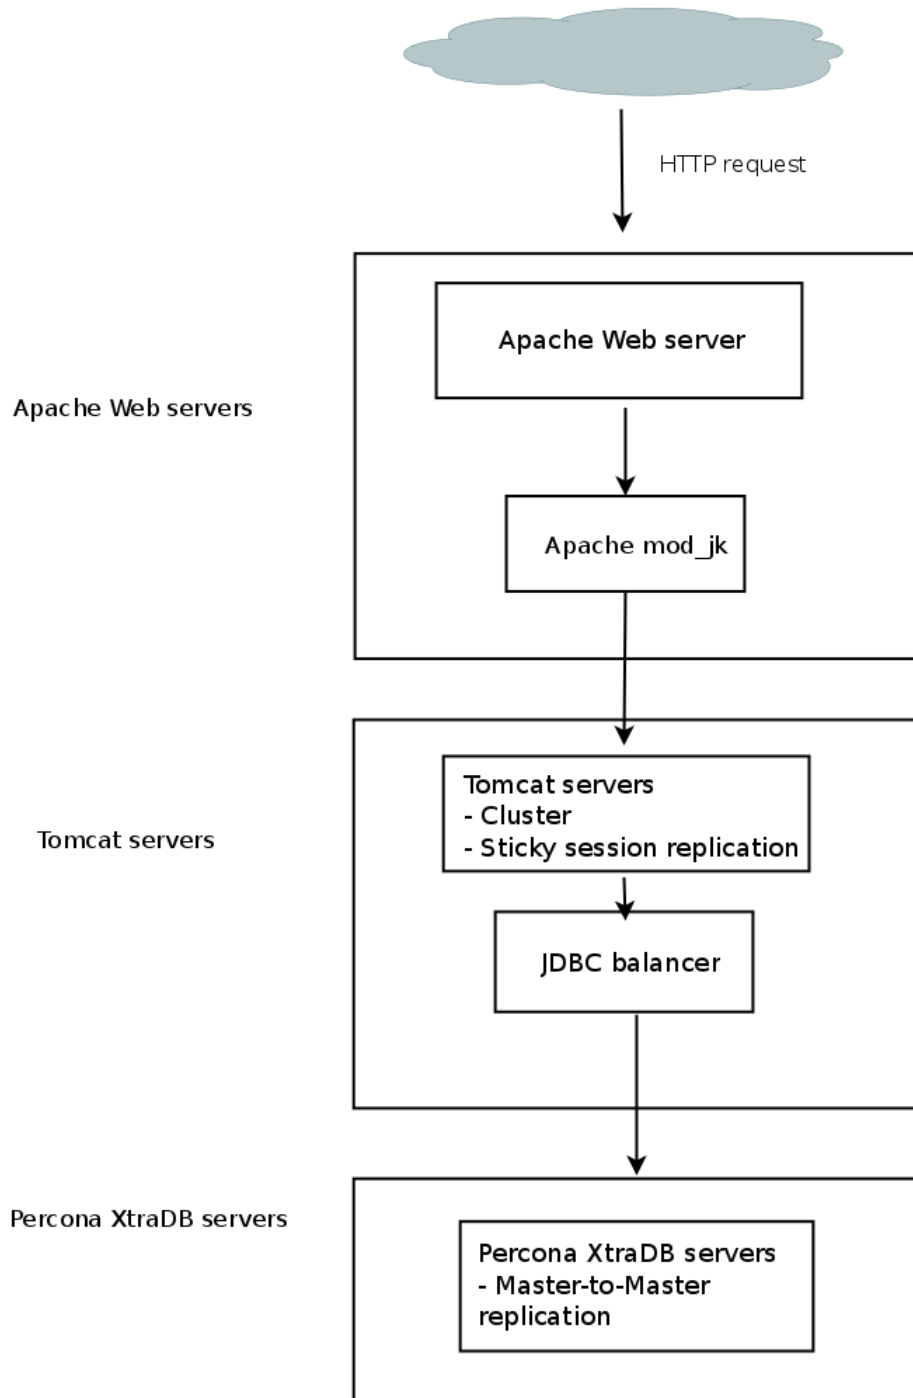 HTTP request
Apache Web server
Apache Web servers
Apache mod_jk
Tomcat servers
- Cluster
- Sticky session replication
Tomcat servers
JDBC balancer
Percona XtraDB servers
Percona XtraDB servers
- Master-to-Master
replication